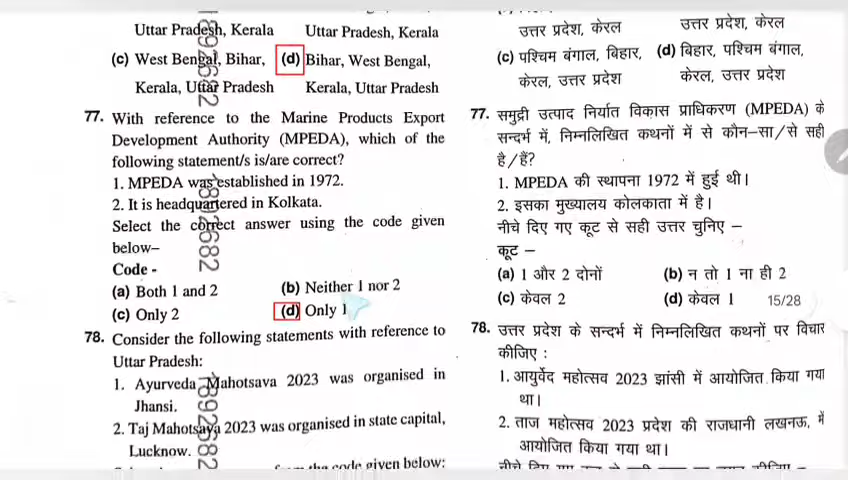 Uttar Pradesh, Kerala Uttar Pradesh, Kerala
(c) West Bengal, Bihar, (d) Bihar, West Bengal,
Kerala, Uttar Pradesh Kerala, Uttar Pradesh
77. With reference to the Marine Products Export
Development Authority (MPEDA), which of the
following statement/s is/are correct?
1. MPEDA was established in 1972.
2. It is headquartered in Kolkata.
Select the correct answer using the code given
below–
Code -
(a) Both 1 and 2 (b) Neither 1 nor 2
(c) Only 2 (d) Only 1
78. Consider the following statements with reference to
Uttar Pradesh:
1. Ayurveda Mahotsava 2023 was organised in
Jhansi.
2. Taj Mahotsava 2023 was organised in state capital,
Lucknow.
the code given below:
18922682
18922682
उत्तर प्रदेश, केरल उत्तर प्रदेश, केरल
(c) पश्चिम बंगाल, बिहार, (d) बिहार, पश्चिम बंगाल,
केरल, उत्तर प्रदेश केरल, उत्तर प्रदेश
77. समुद्री उत्पाद निर्यात विकास प्राधिकरण (MPEDA) के
सन्दर्भ में, निम्नलिखित कथनों में से कौन–सा/से सही
है/हैं?
1. MPEDA की स्थापना 1972 में हुई थी।
2. इसका मुख्यालय कोलकाता में है।
नीचे दिए गए कूट से सही उत्तर चुनिए –
कूट –
(a) 1 और 2 दोनों (b) न तो 1 ना ही 2
(c) केवल 2 (d) केवल 1 15/28
78. उत्तर प्रदेश के सन्दर्भ में निम्नलिखित कथनों पर विचार
कीजिए :
1. आयुर्वेद महोत्सव 2023 झांसी में आयोजित किया गया
था।
2. ताज महोत्सव 2023 प्रदेश की राजधानी लखनऊ, में
आयोजित किया गया था।